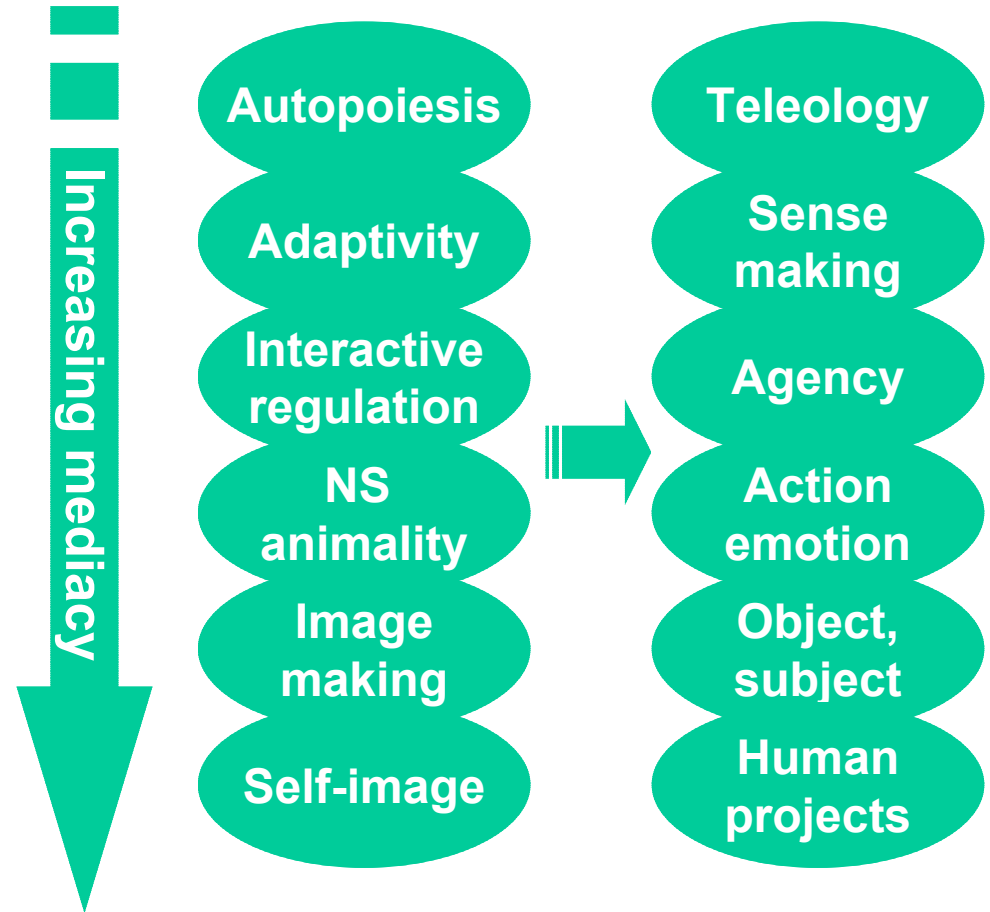 Increasing mediacy
Autopoiesis
Adaptivity
Interactive
regulation
NS
animality
Image
making
Self-image
Teleology
Sense
making
Agency
Action
emotion
Object,
subject
Human
projects